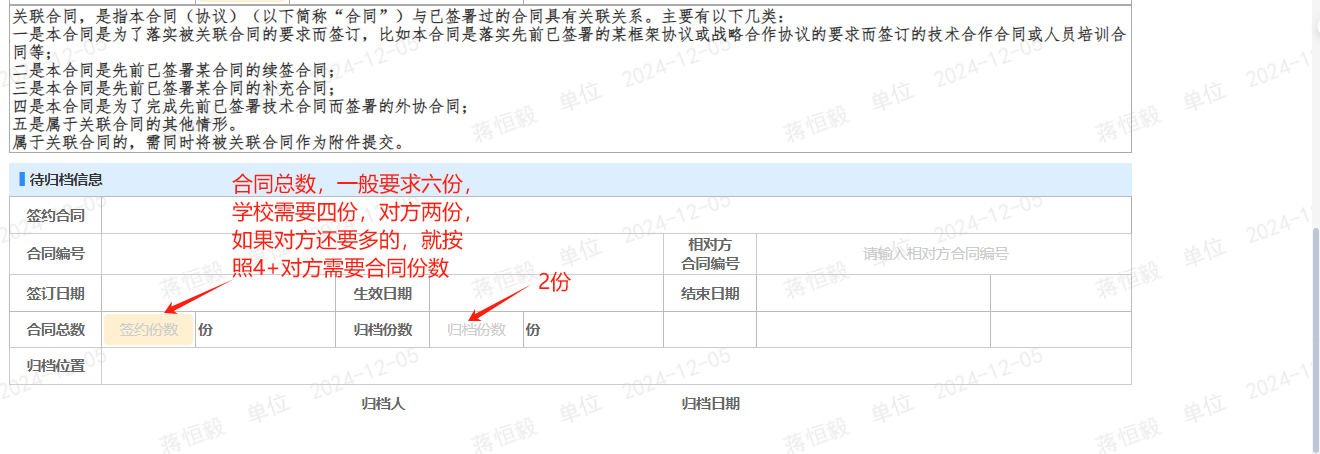 关联合同，是指本合同（协议）（以下简称“合同”）与已签署过的合同具有关联关系。主要有以下几类：
一是本合同是为了落实被关联合同的要求而签订，比如本合同是落实先前已签署的某框架协议或战略合作协议的要求而签订的技术合作合同或人员培训合
同等；
二是本合同是先前已签署某合同的续签合同；
三是本合同是先前已签署某合同的补充合同；
四是本合同是为了完成先前已签署技术合同而签署的外协合同；
五是属于关联合同的其他情形。
属于关联合同的，需同时将被关联合同作为附件提交。
待归档信息
合同总数，一般要求六份，
学校需要四份，对方两份，
如果对方还要多的，就按
照4+对方需要合同份数
签约合同
合同编号
相对方
合同编号
请输入相对方合同编号
签订日期
生效日期
结束日期
2份
合同总数
签约份数
份
归档份数
归档份数
份
归档位置
归档人
归档日期
蒋恒毅 单位 2024-12-05